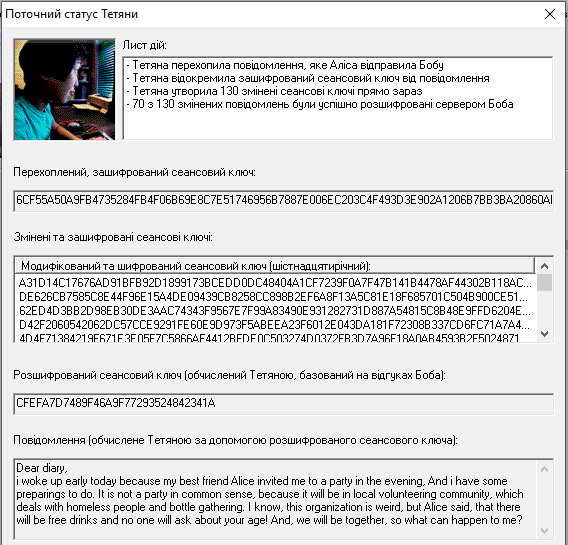 Поточний статус Тетяни
Лист дій:
- Тетяна перехопила повідомлення, яке Аліса відправила Бобу
- Тетяна відокремила зашифрований сеансовий ключ від повідомлення
- Тетяна утворила 130 змінені сеансові ключі прямо зараз
- 70 з 130 змінених повідомлень були успішно розшифровані сервером Боба
Перехоплений, зашифрований сеансовий ключ:
6CF55A50A9FB4735284FB4F06B69E8C7E51746956B7887E006EC203C4F493D3E902A1206B7BB3BA20860AI
Змінені та зашифровані сеансові ключі:
Модифікований та шифрований сеансовий ключ (шістнадцятирічний):
A31D14C17676AD91BFB92D1899173BCEDD0DC48404A1CF7239F0A7F47B141B4478AF44302B118AC...
DE626CB7585C8E44F96E15A4DE09439CB8258CC898B2EF6A8F13A5C81E18F685701C504B900CE51...
62ED4D3BB2D98EB30DE3AAC74343F9567E7F99A83490E931282731D887A54815C8B48E9FFD6204E...
D42F2060542062DC57CCE9291FE60E9D973F5ABEEA23F6012E043DA181F72308B337CD6FC71A7A4...
4D4F71384219F671F3F05F7C5866AF4412BFDF0C503274D0372FB3D7A96F18A0AB4593B2F5024871
Розшифрований сеансовий ключ (обчислений Тетяною, базований на відгуках Боба):
CFEFA7D7489F46A9F77293524842341A
Повідомлення (обчислене Тетяною за допомогою розшифрованого сеансового ключа):
Dear diary,
i woke up early today because my best friend Alice invited me to a party in the evening, And i have some
preparings to do. It is not a party in common sense, because it will be in local volunteering community, which
deals with homeless people and bottle gathering. I know, this organization is weird, but Alice said, that there
will be free drinks and no one will ask about your age! And, we will be together, so what can happen to me?